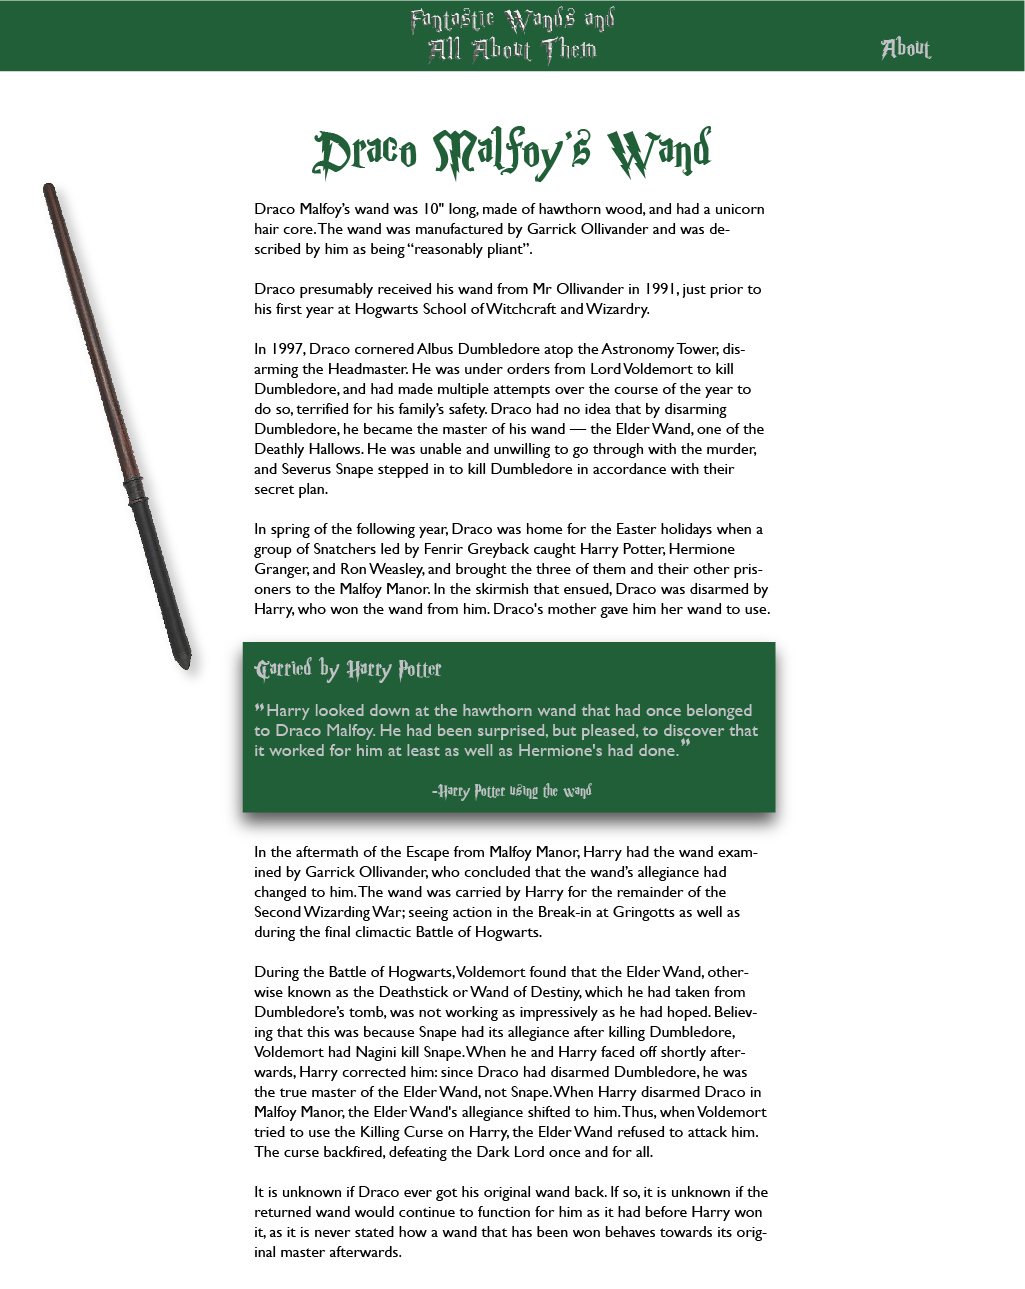 Fantastic Wands and
All About Them
About
Draco Malfoy's Wand
Draco Malfoy's wand was 10" long, made of hawthorn wood, and had a unicorn
hair core. The wand was manufactured by Garrick Ollivander and was de-
scribed by him as being “reasonably pliant”.
Draco presumably received his wand from Mr Ollivander in 1991, just prior to
his first year at Hogwarts School of Witchcraft and Wizardry.
In 1997, Draco cornered Albus Dumbledore atop the Astronomy Tower, dis-
arming the Headmaster. He was under orders from Lord Voldemort to kill
Dumbledore, and had made multiple attempts over the course of the year to
do so, terrified for his family's safety. Draco had no idea that by disarming
Dumbledore, he became the master of his wand — the Elder Wand, one of the
Deathly Hallows. He was unable and unwilling to go through with the murder,
and Severus Snape stepped in to kill Dumbledore in accordance with their
secret plan.
In spring of the following year, Draco was home for the Easter holidays when a
group of Snatchers led by Fenrir Greyback caught Harry Potter, Hermione
Granger, and Ron Weasley, and brought the three of them and their other pris-
oners to the Malfoy Manor. In the skirmish that ensued, Draco was disarmed by
Harry, who won the wand from him. Draco's mother gave him her wand to use.
Carried by Harry Potter
"Harry looked down at the hawthorn wand that had once belonged
to Draco Malfoy. He had been surprised, but pleased, to discover that
it worked for him at least as well as Hermione's had done."
-Harry Potter using the wand
In the aftermath of the Escape from Malfoy Manor, Harry had the wand exam-
ined by Garrick Ollivander, who concluded that the wand's allegiance had
changed to him. The wand was carried by Harry for the remainder of the
Second Wizarding War; seeing action in the Break-in at Gringotts as well as
during the final climactic Battle of Hogwarts.
During the Battle of Hogwarts, Voldemort found that the Elder Wand, other-
wise known as the Deathstick or Wand of Destiny, which he had taken from
Dumbledore's tomb, was not working as impressively as he had hoped. Believ-
ing that this was because Snape had its allegiance after killing Dumbledore,
Voldemort had Nagini kill Snape. When he and Harry faced off shortly after-
wards, Harry corrected him: since Draco had disarmed Dumbledore, he was
the true master of the Elder Wand, not Snape. When Harry disarmed Draco in
Malfoy Manor, the Elder Wand's allegiance shifted to him. Thus, when Voldemort
tried to use the Killing Curse on Harry, the Elder Wand refused to attack him.
The curse backfired, defeating the Dark Lord once and for all.
It is unknown if Draco ever got his original wand back. If so, it is unknown if the
returned wand would continue to function for him as it had before Harry won
it, as it is never stated how a wand that has been won behaves towards its orig-
inal master afterwards.